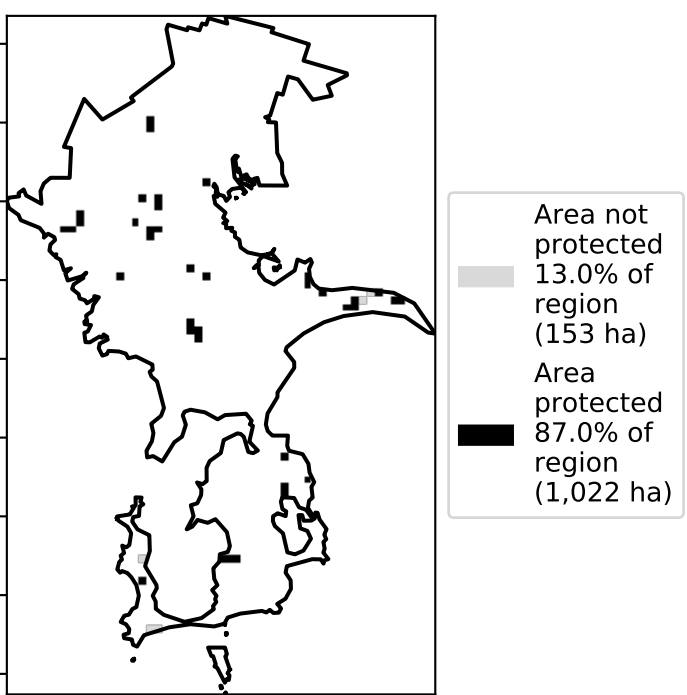 Area not
protected
13.0% of
region
(153 ha)
Area
protected
87.0% of
region
(1,022 ha)